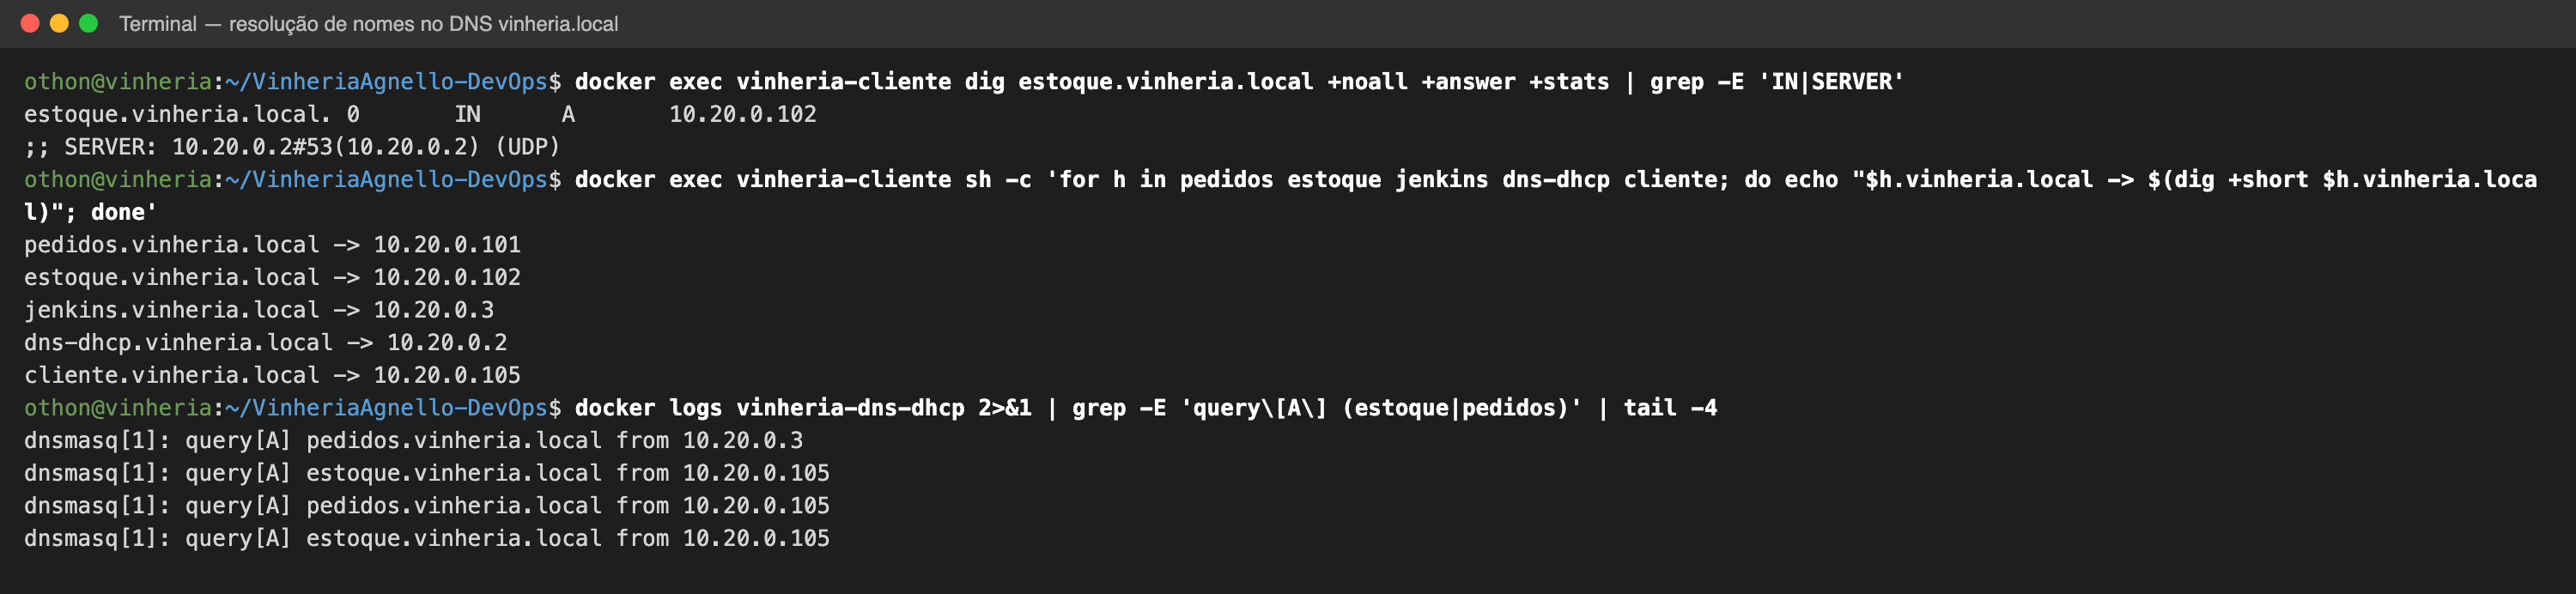 Terminal — resolução de nomes no DNS vinheria.local
othon@vinheria:~/VinheriaAgnello-DevOps$ docker exec vinheria-cliente dig estoque.vinheria.local +noall +answer +stats | grep -E 'IN|SERVER'
estoque.vinheria.local. 0       IN      A       10.20.0.102
;; SERVER: 10.20.0.2#53(10.20.0.2) (UDP)
othon@vinheria:~/VinheriaAgnello-DevOps$ docker exec vinheria-cliente sh -c 'for h in pedidos estoque jenkins dns-dhcp cliente; do echo "$h.vinheria.local -> $(dig +short $h.vinheria.loca
l)"; done'
pedidos.vinheria.local -> 10.20.0.101
estoque.vinheria.local -> 10.20.0.102
jenkins.vinheria.local -> 10.20.0.3
dns-dhcp.vinheria.local -> 10.20.0.2
cliente.vinheria.local -> 10.20.0.105
othon@vinheria:~/VinheriaAgnello-DevOps$ docker logs vinheria-dns-dhcp 2>&1 | grep -E 'query\[A\] (estoque|pedidos)' | tail -4
dnsmasq[1]: query[A] pedidos.vinheria.local from 10.20.0.3
dnsmasq[1]: query[A] estoque.vinheria.local from 10.20.0.105
dnsmasq[1]: query[A] pedidos.vinheria.local from 10.20.0.105
dnsmasq[1]: query[A] estoque.vinheria.local from 10.20.0.105